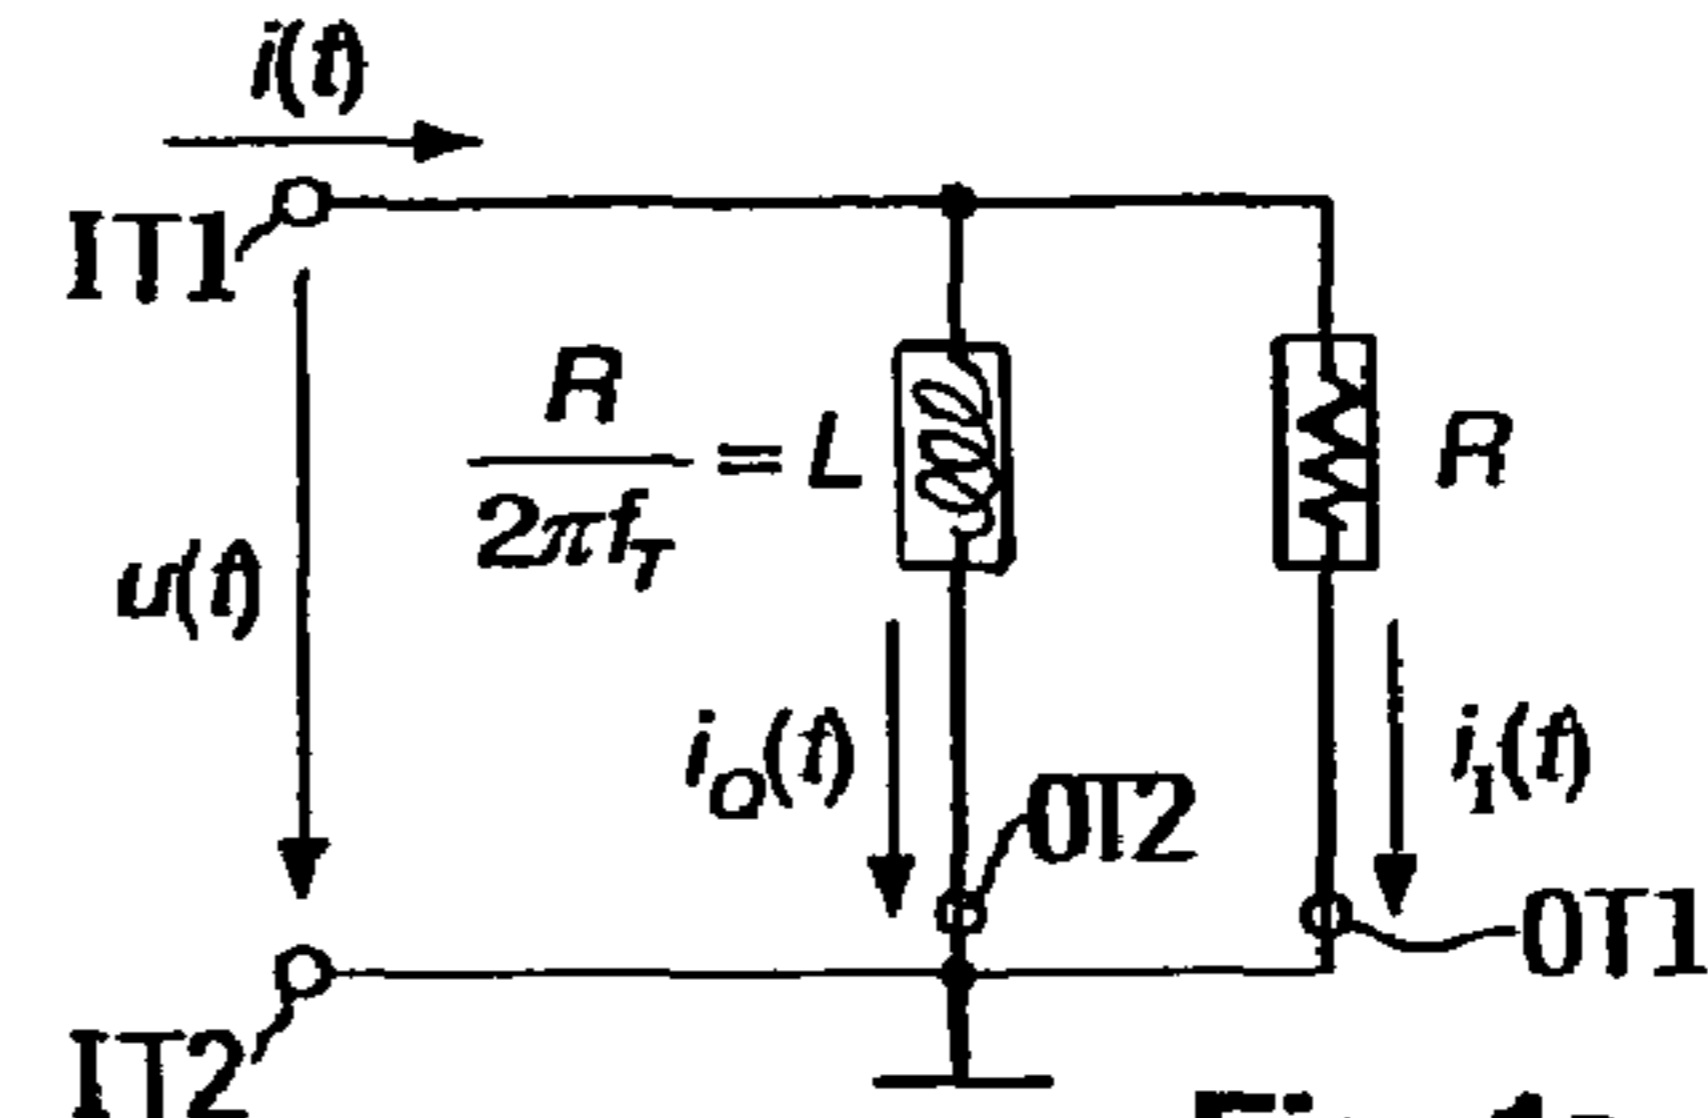 i(t)
IT1
R
2πf_T
= L
R
u(t)
i_Q(t)
i_I(t)
OT2
OT1
IT2